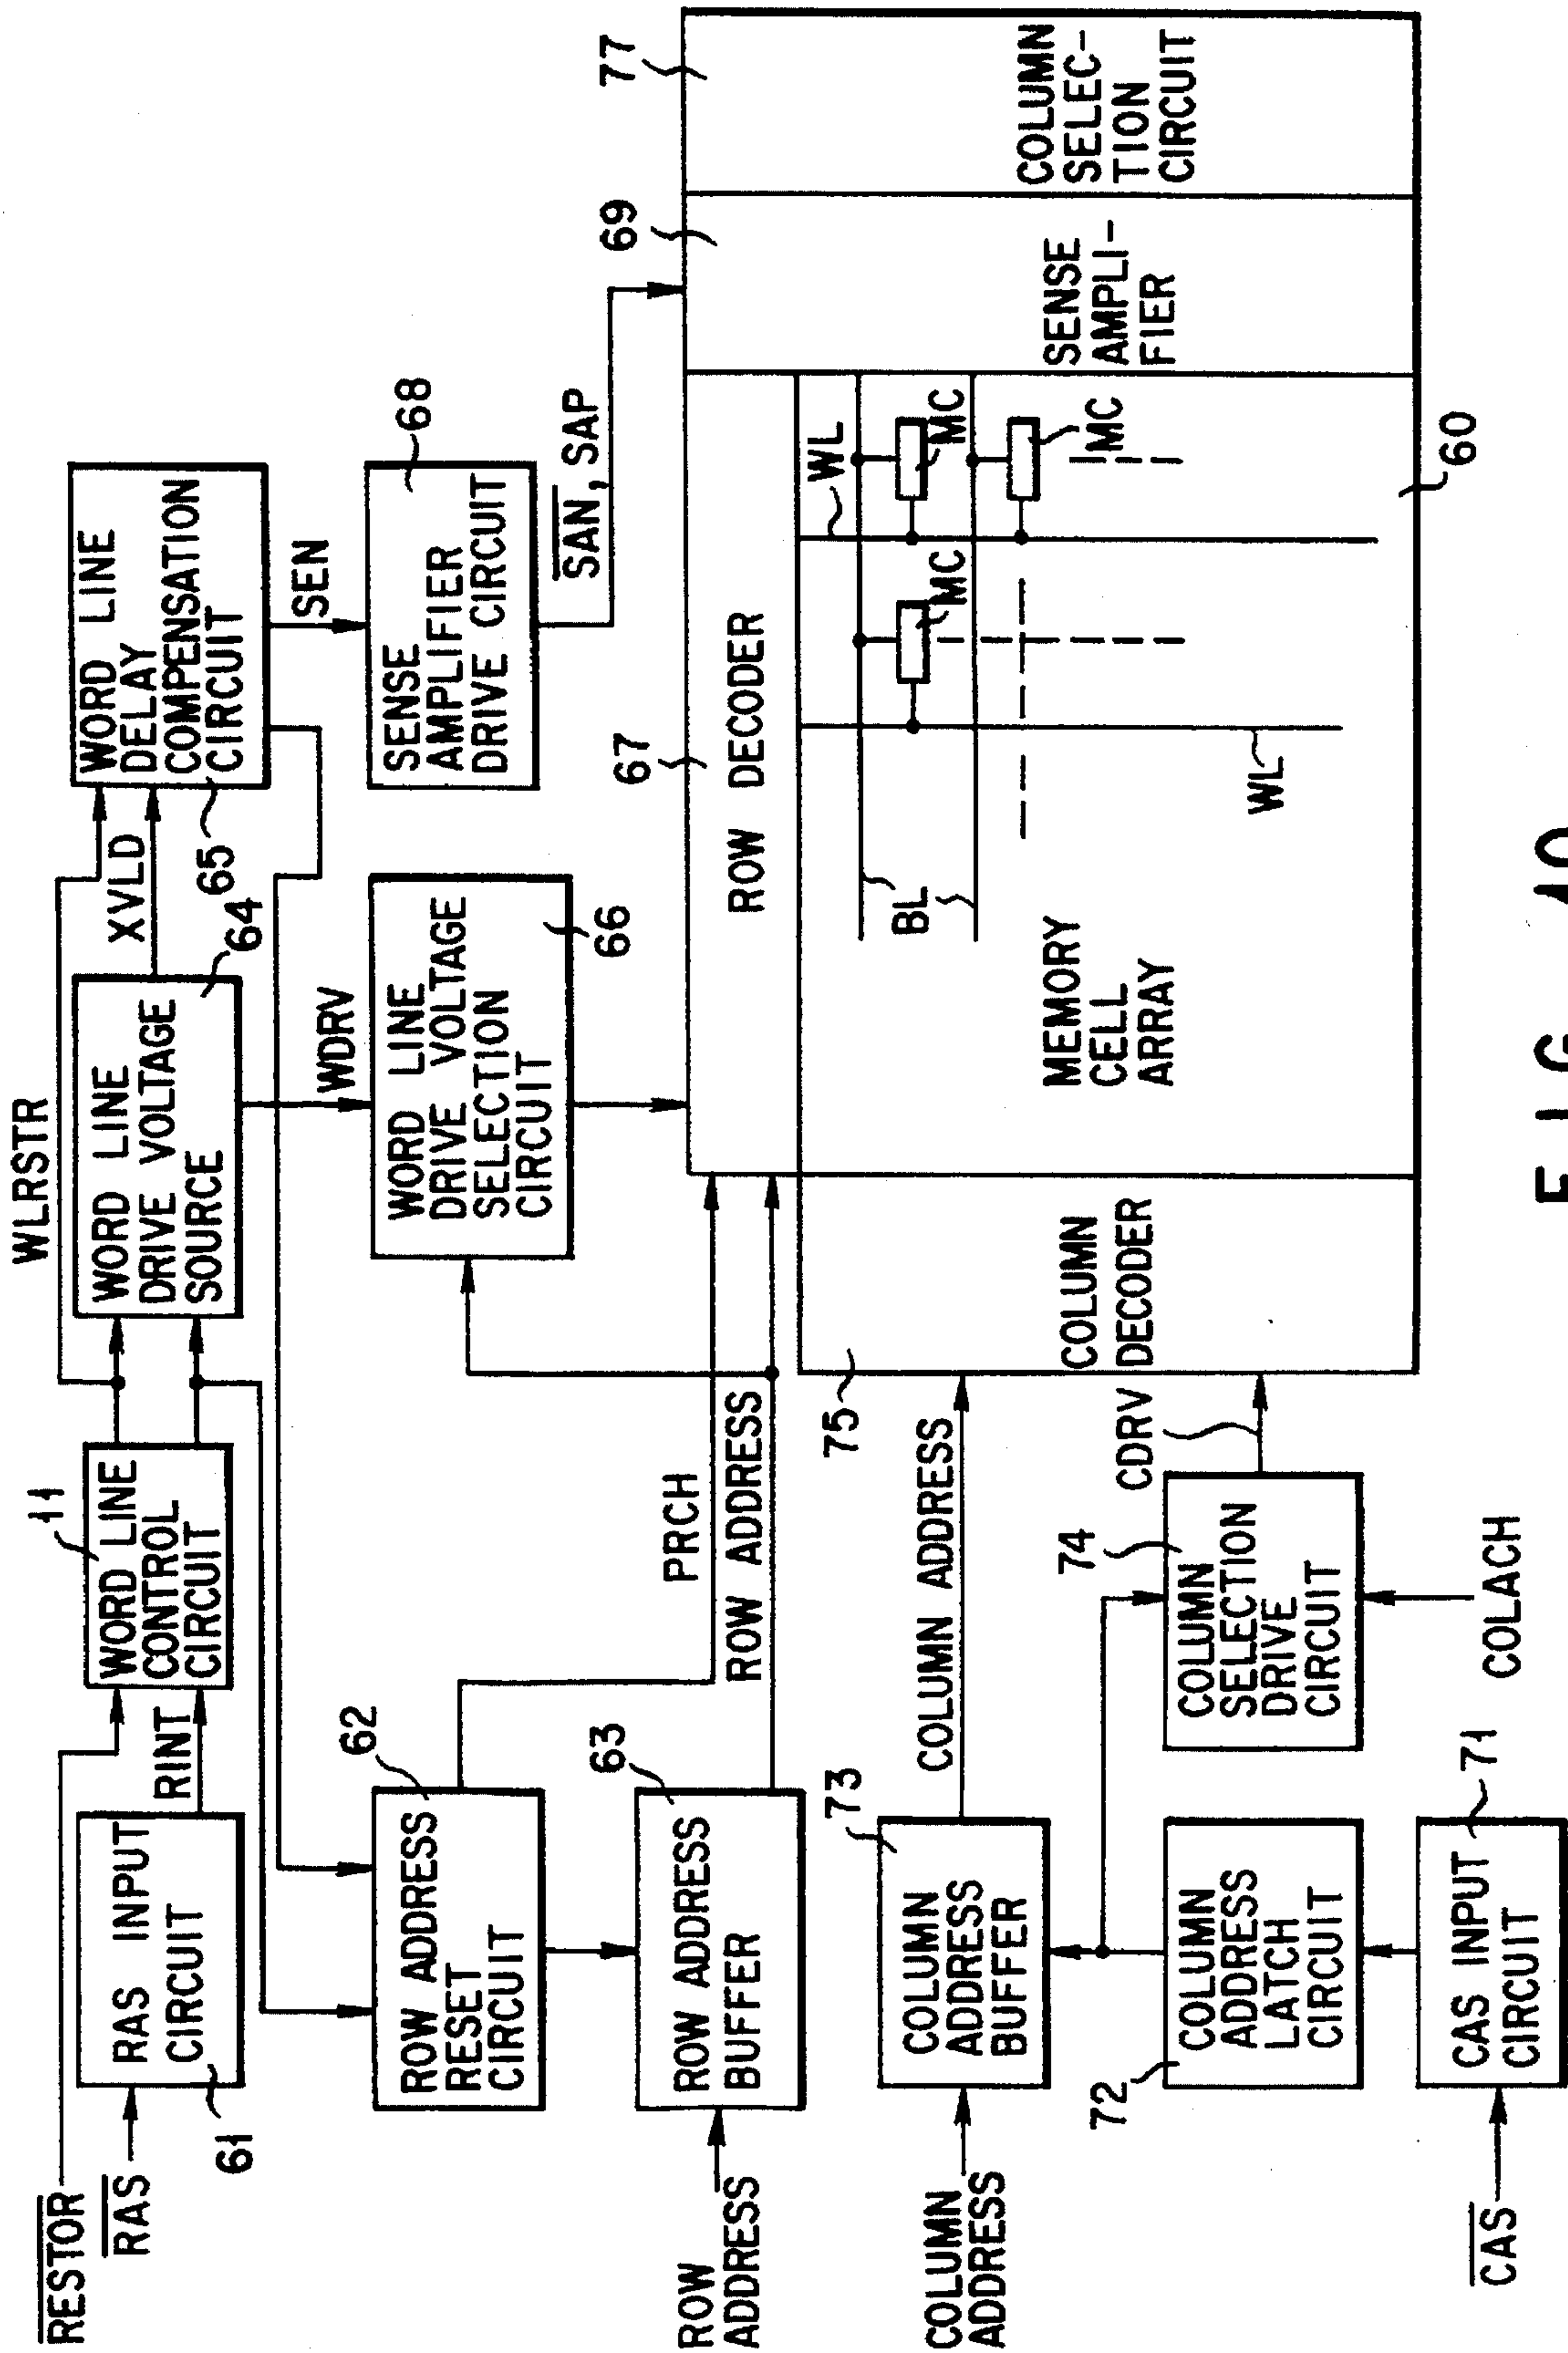 RESTOR
RAS
61
RAS INPUT
CIRCUIT
RINT
11
WORD LINE
CONTROL
CIRCUIT
WLRSTR
WORD LINE
DRIVE VOLTAGE
SOURCE
64
XVLD
65
WORD LINE
DELAY
COMPENSATION
CIRCUIT
SEN
62
ROW ADDRESS
RESET
CIRCUIT
WDRV
WORD LINE
DRIVE VOLTAGE
SELECTION
CIRCUIT
66
SENSE
AMPLIFIER
DRIVE CIRCUIT
68
SAN, SAP
ROW
ADDRESS
63
ROW ADDRESS
BUFFER
PRCH
ROW ADDRESS
67
ROW DECODER
69
SENSE
AMPLI-
FIER
77
COLUMN
SELEC-
TION
CIRCUIT
COLUMN
ADDRESS
73
COLUMN
ADDRESS
BUFFER
COLUMN ADDRESS
75
COLUMN
DECODER
BL
WL
MC
MC
MC
WL
MEMORY
CELL
ARRAY
60
72
COLUMN
ADDRESS
LATCH
CIRCUIT
74
COLUMN
SELECTION
DRIVE
CIRCUIT
CDRV
COLACH
CAS
CAS INPUT
CIRCUIT
71